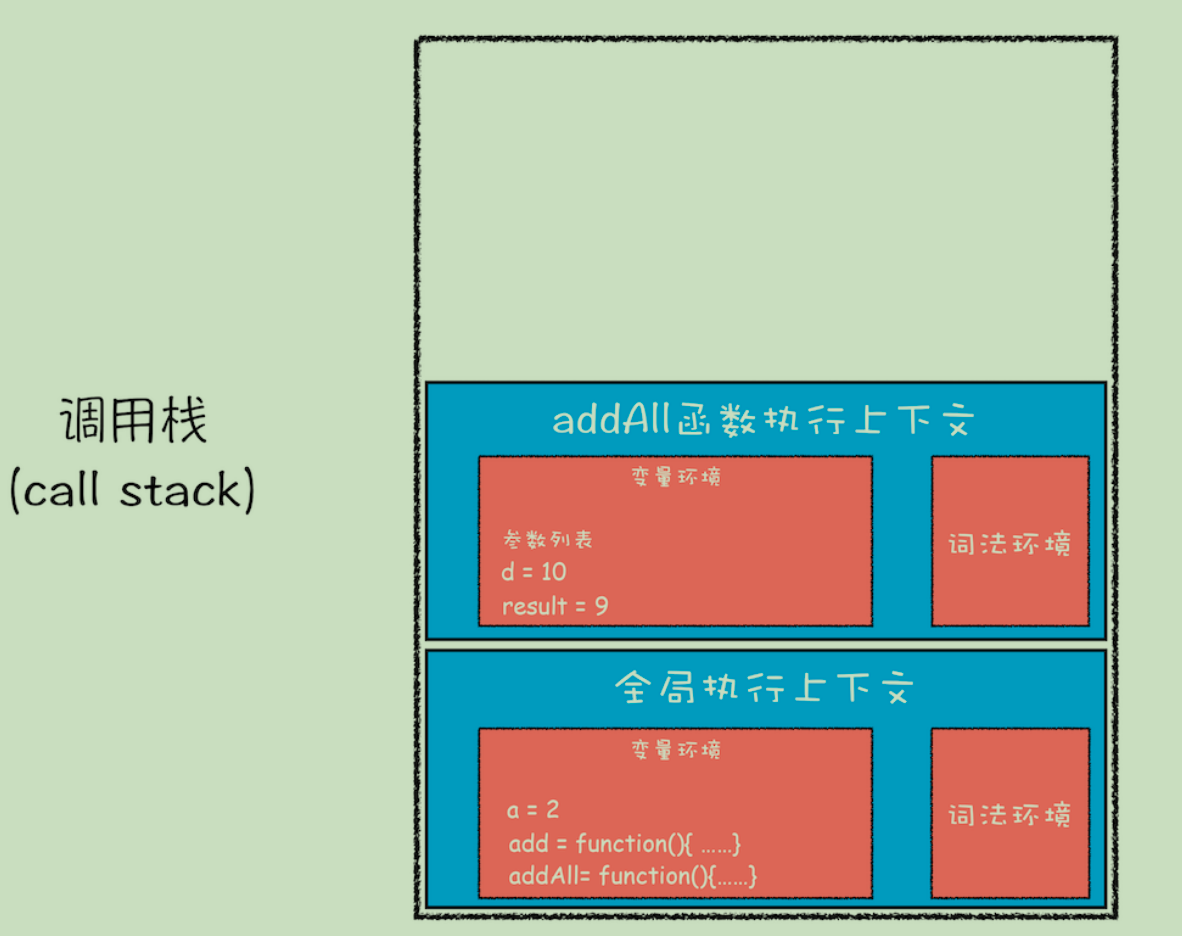 调用栈
(call stack)
addAll函数执行上下文
变量环境
参数列表
d = 10
result = 9
词法环境
全局执行上下文
变量环境
a = 2
add = function(){ ......}
addAll= function(){......}
词法环境